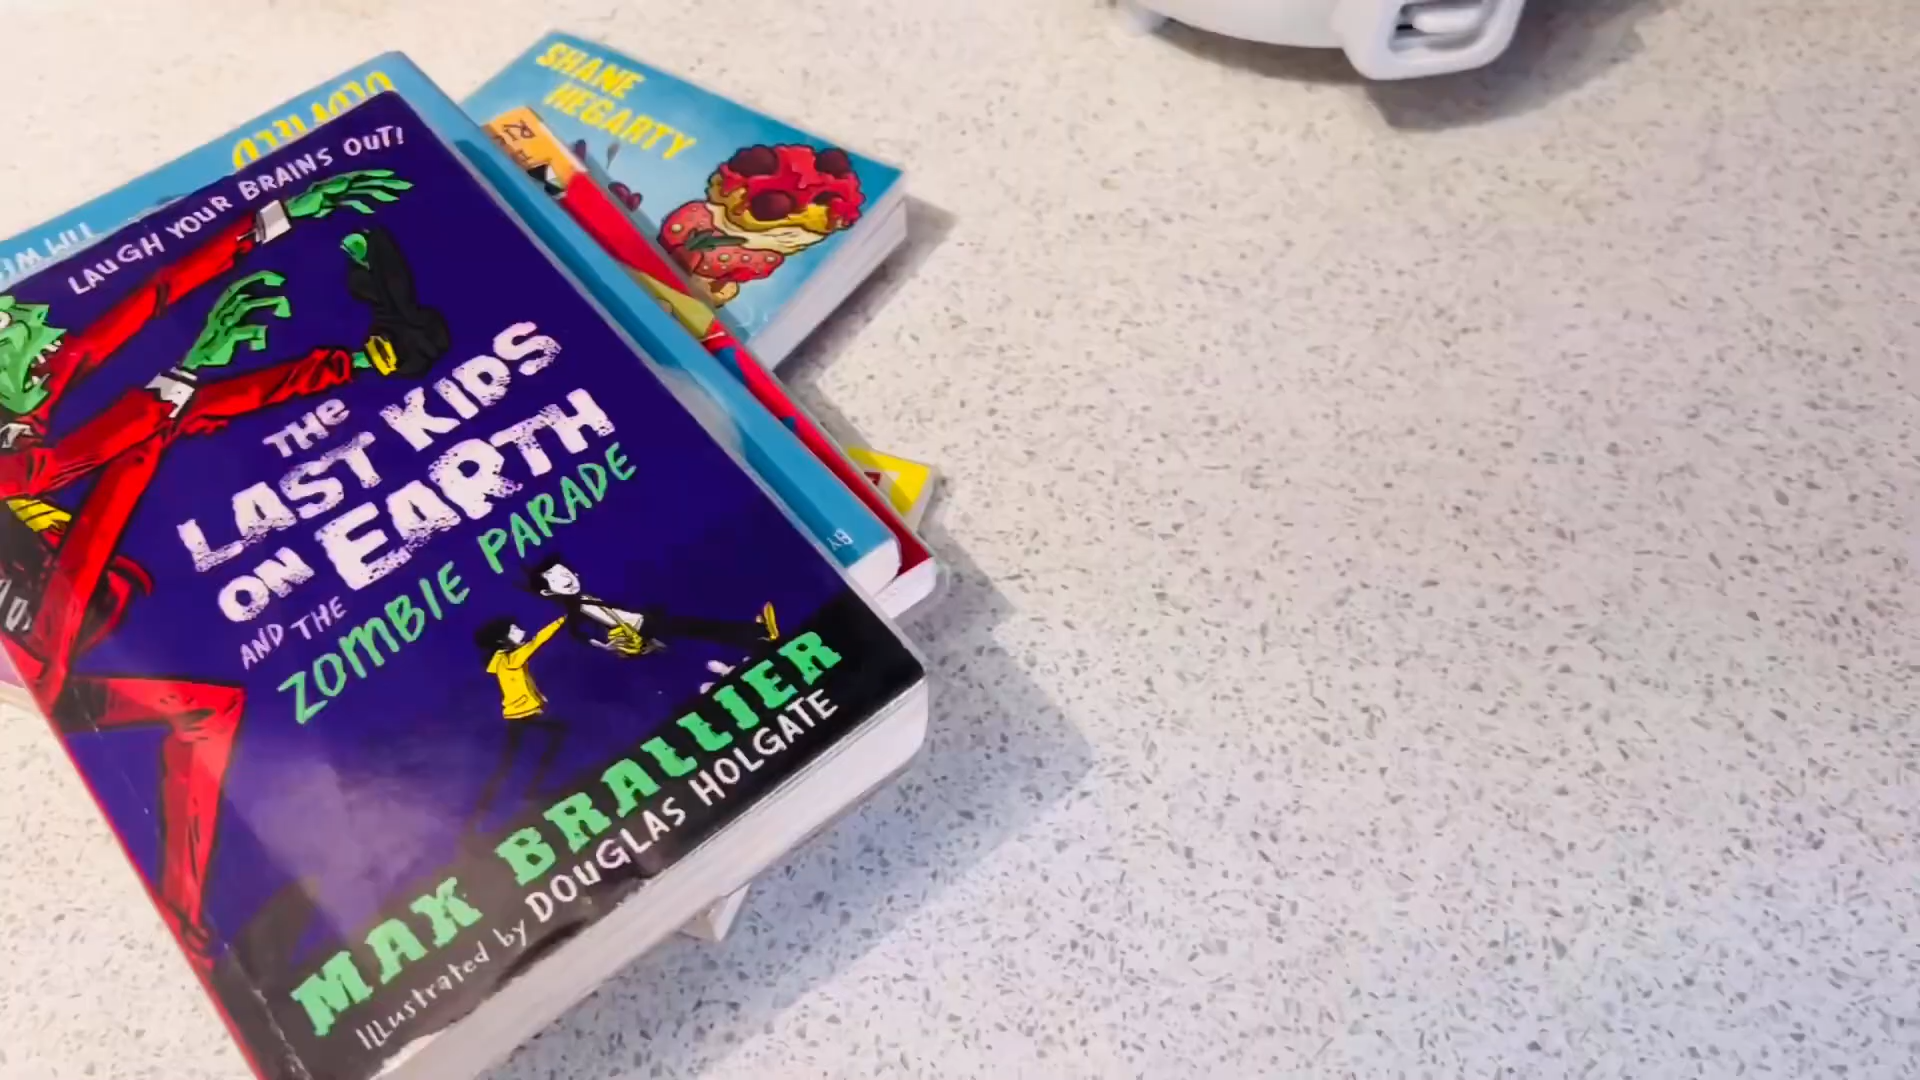 SHANE
HEGARTY
LAUGH YOUR BRAINS OUT!
THE
LAST KIDS
ON EARTH
AND THE
ZOMBIE PARADE
MAX BRALLIER
Illustrated by DOUGLAS HOLGATE